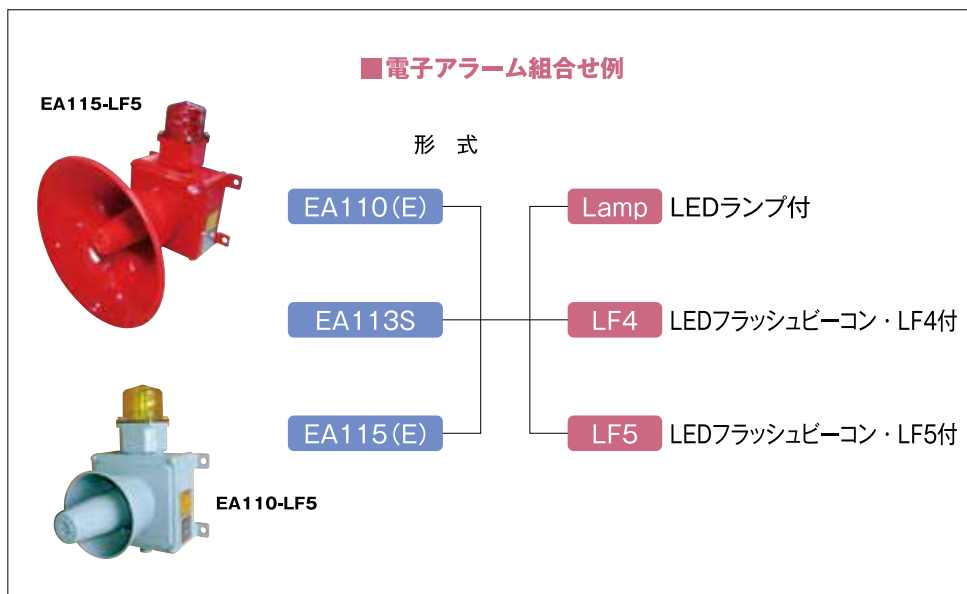 ■電子アラーム組合せ例
EA115-LF5
形 式
EA110(E)
Lamp LEDランプ付
EA113S
LF4 LEDフラッシュビーコン・LF4付
EA115(E)
LF5 LEDフラッシュビーコン・LF5付
EA110-LF5